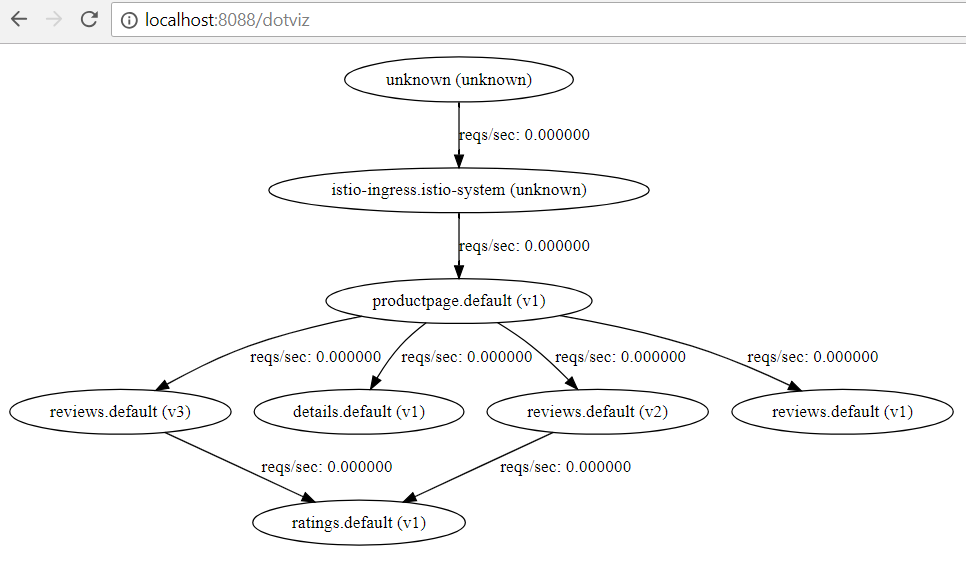 localhost:8088/dotviz
unknown (unknown)
reqs/sec: 0.000000
istio-ingress.istio-system (unknown)
reqs/sec: 0.000000
productpage.default (v1)
reqs/sec: 0.000000
reqs/sec: 0.000000
reqs/sec: 0.000000
reqs/sec: 0.000000
reviews.default (v3)
details.default (v1)
reviews.default (v2)
reviews.default (v1)
reqs/sec: 0.000000
reqs/sec: 0.000000
ratings.default (v1)